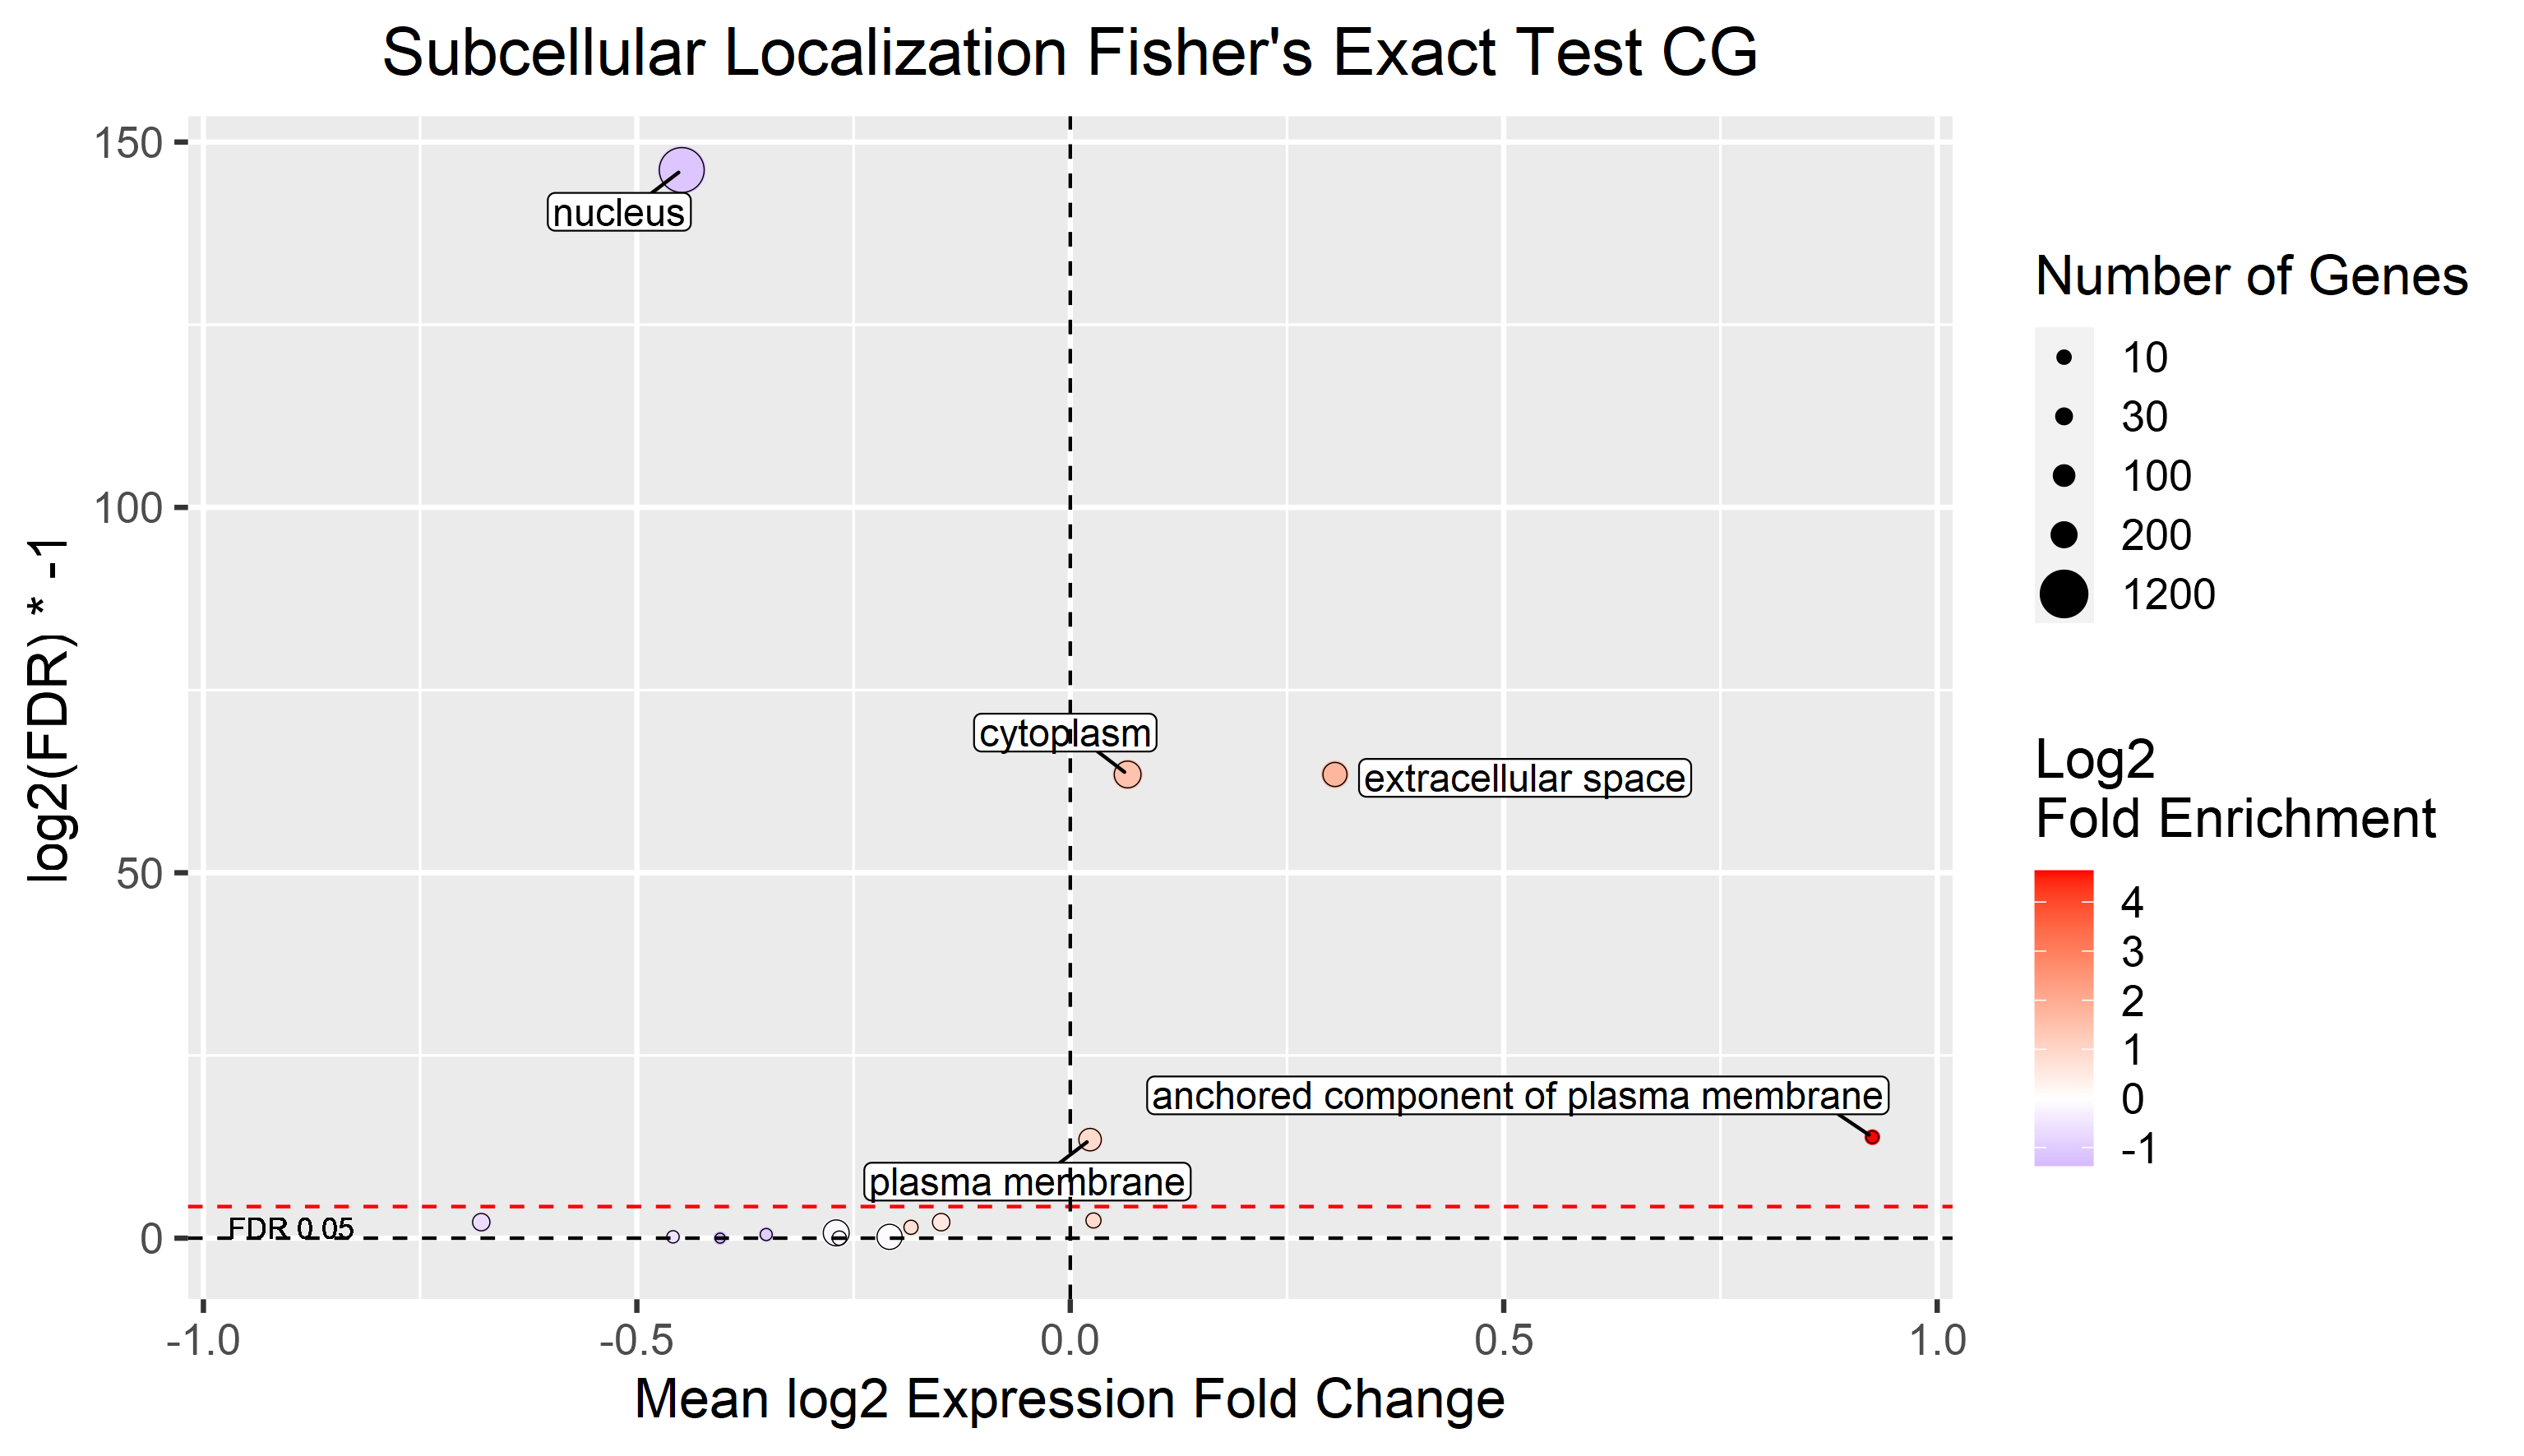 Subcellular Localization Fisher's Exact Test CG
log2(FDR) * -1
150
100
50
0
nucleus
cytoplasm
extracellular space
anchored component of plasma membrane
plasma membrane
FDR 0.05
-1.0
-0.5
0.0
0.5
1.0
Mean log2 Expression Fold Change
Number of Genes
10
30
100
200
1200
Log2
Fold Enrichment
4
3
2
1
0
-1